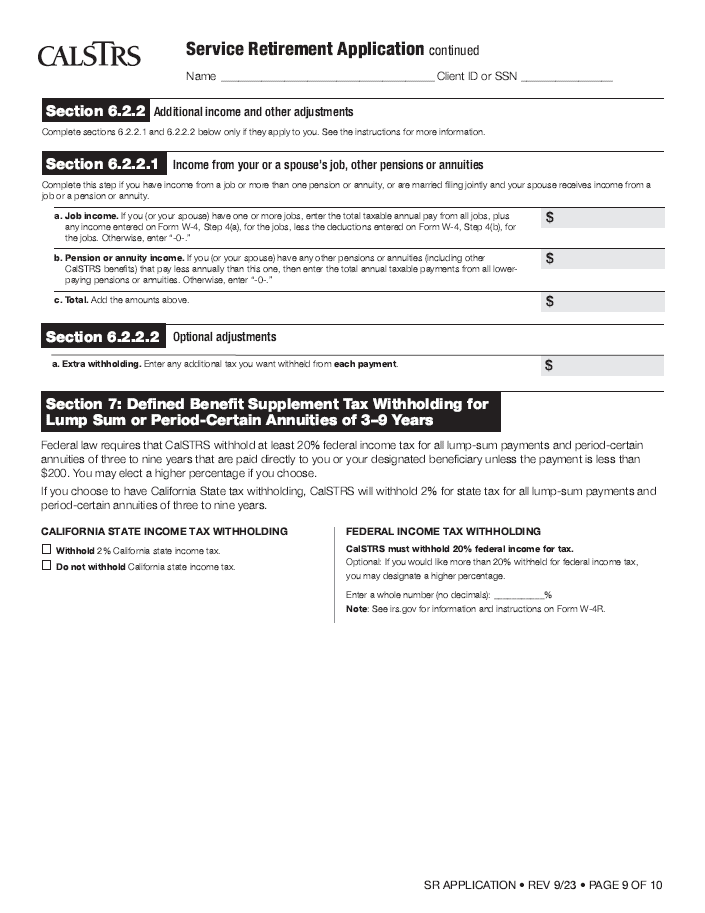 CALSTRS
Service Retirement Application continued
Name ____________________________________ Client ID or SSN _______________
Section 6.2.2 Additional income and other adjustments
Complete sections 6.2.2.1 and 6.2.2.2 below only if they apply to you. See the instructions for more information.
Section 6.2.2.1 Income from your or a spouse's job, other pensions or annuities
Complete this step if you have income from a job or more than one pension or annuity, or are married filing jointly and your spouse receives income from a
job or a pension or annuity.
a. Job income. If you (or your spouse) have one or more jobs, enter the total taxable annual pay from all jobs, plus
any income entered on Form W-4, Step 4(a), for the jobs, less the deductions entered on Form W-4, Step 4(b), for
the jobs. Otherwise, enter “-0-.”
$
b. Pension or annuity income. If you (or your spouse) have any other pensions or annuities (including other
CalSTRS benefits) that pay less annually than this one, then enter the total annual taxable payments from all lower-
paying pensions or annuities. Otherwise, enter “-0-.”
$
c. Total. Add the amounts above.
$
Section 6.2.2.2 Optional adjustments
a. Extra withholding. Enter any additional tax you want withheld from each payment.
$
Section 7: Defined Benefit Supplement Tax Withholding for
Lump Sum or Period-Certain Annuities of 3–9 Years
Federal law requires that CalSTRS withhold at least 20% federal income tax for all lump-sum payments and period-certain
annuities of three to nine years that are paid directly to you or your designated beneficiary unless the payment is less than
$200. You may elect a higher percentage if you choose.
If you choose to have California State tax withholding, CalSTRS will withhold 2% for state tax for all lump-sum payments and
period-certain annuities of three to nine years.
CALIFORNIA STATE INCOME TAX WITHHOLDING
☐ Withhold 2% California state income tax.
☐ Do not withhold California state income tax.
FEDERAL INCOME TAX WITHHOLDING
CalSTRS must withhold 20% federal income for tax.
Optional: If you would like more than 20% withheld for federal income tax,
you may designate a higher percentage.
Enter a whole number (no decimals): __________%
Note: See irs.gov for information and instructions on Form W-4R.
SR APPLICATION • REV 9/23 • PAGE 9 OF 10